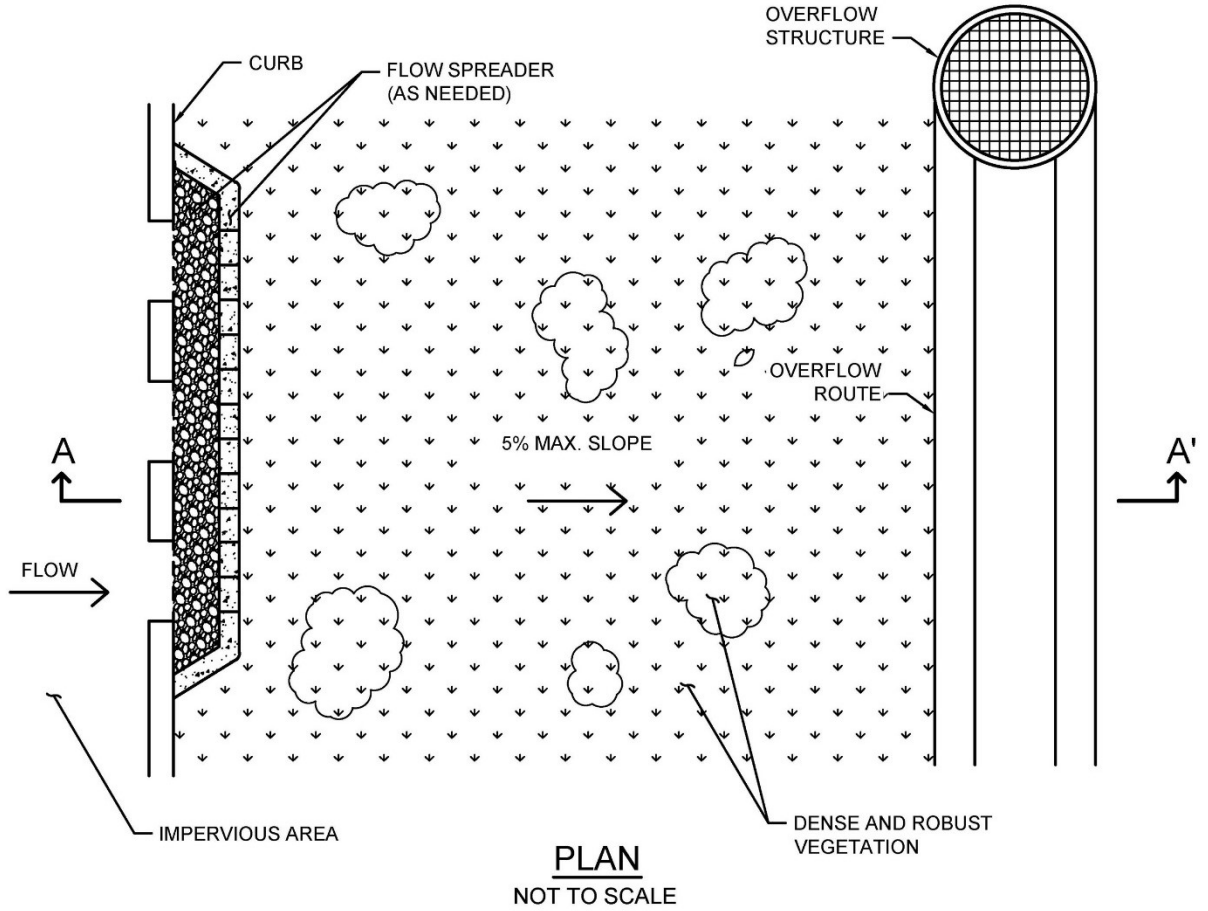 OVERFLOW
STRUCTURE
CURB
FLOW SPREADER
(AS NEEDED)
OVERFLOW
ROUTE
5% MAX. SLOPE
A
A'
FLOW
IMPERVIOUS AREA
DENSE AND ROBUST
VEGETATION
PLAN
NOT TO SCALE